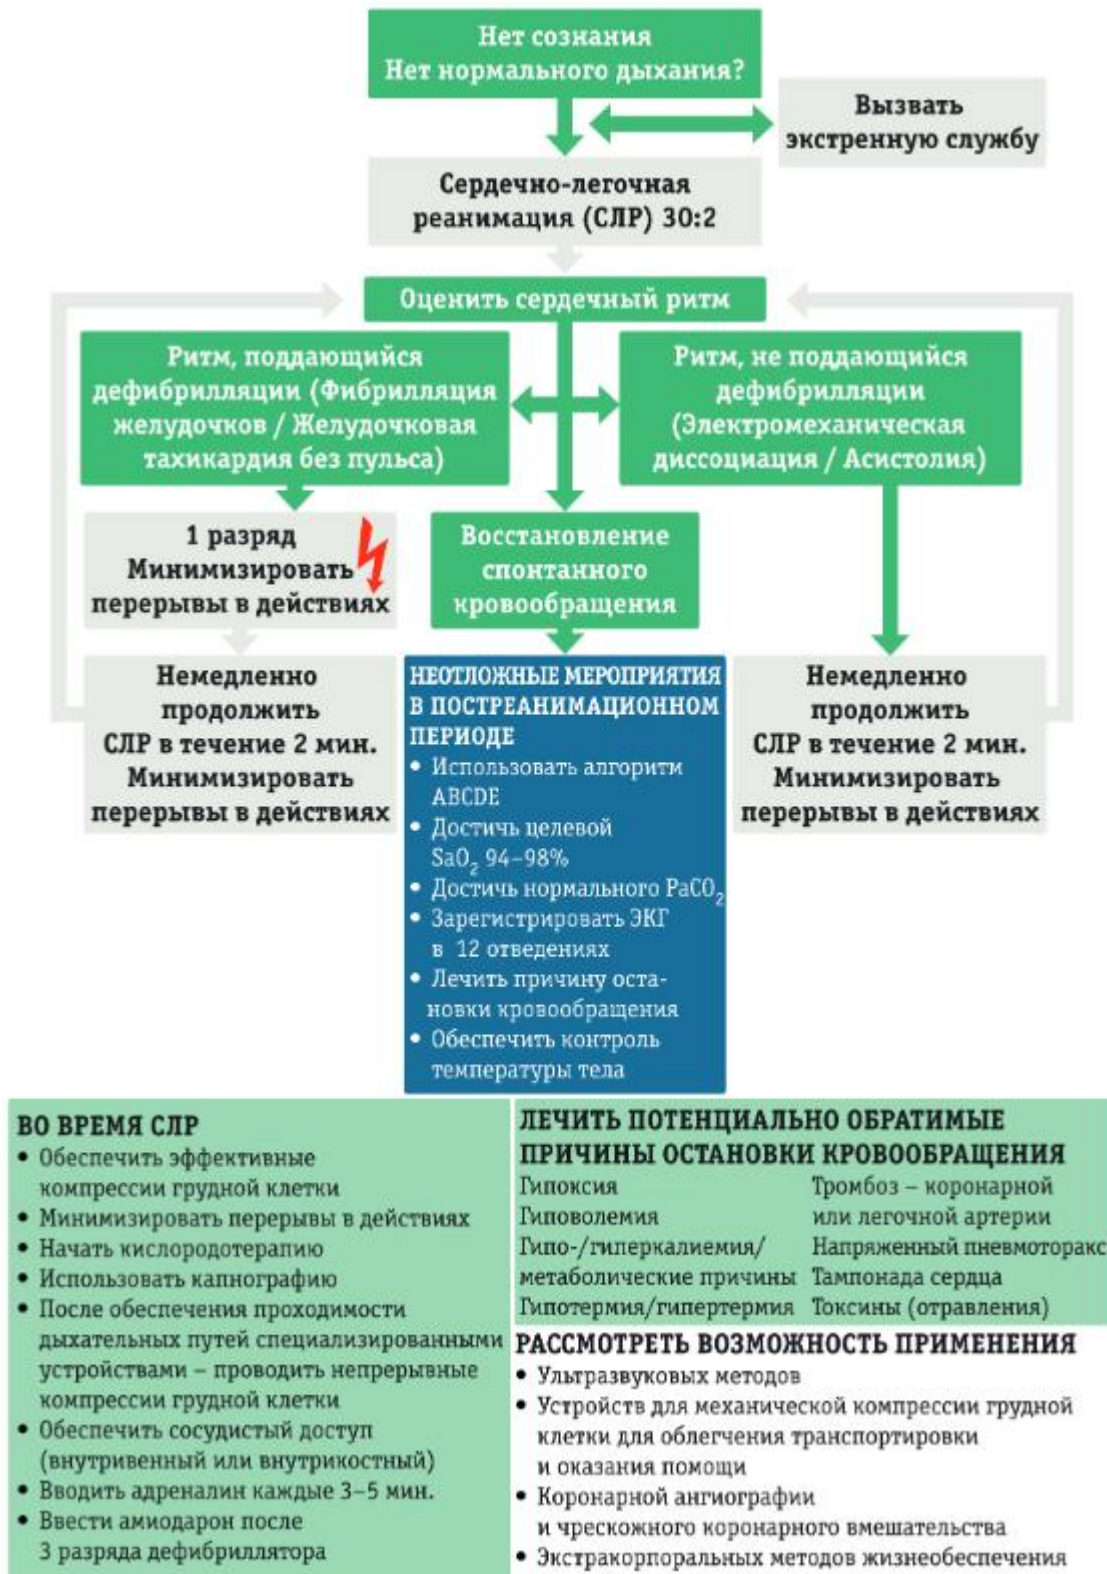 Нет сознания
Нет нормального дыхания?
Вызвать
экстренную службу
Сердечно-легочная
реанимация (СЛР) 30:2
Оценить сердечный ритм
Ритм, поддающийся
дефибрилляции (Фибрилляция
желудочков / Желудочковая
тахикардия без пульса)
Ритм, не поддающийся
дефибрилляции
(Электромеханическая
диссоциация / Асистолия)
1 разряд
Минимизировать
перерывы в действиях
Восстановление
спонтанного
кровообращения
Немедленно
продолжить
СЛР в течение 2 мин.
Минимизировать
перерывы в действиях
НЕОТЛОЖНЫЕ МЕРОПРИЯТИЯ
В ПОСТРЕАНИМАЦИОННОМ
ПЕРИОДЕ
• Использовать алгоритм
ABCDE
• Достичь целевой
SaO₂ 94–98%
• Достичь нормального PaCO₂
• Зарегистрировать ЭКГ
в 12 отведениях
• Лечить причину оста-
новки кровообращения
• Обеспечить контроль
температуры тела
Немедленно
продолжить
СЛР в течение 2 мин.
Минимизировать
перерывы в действиях
ВО ВРЕМЯ СЛР
• Обеспечить эффективные
компрессии грудной клетки
• Минимизировать перерывы в действиях
• Начать кислородотерапию
• Использовать капнографию
• После обеспечения проходимости
дыхательных путей специализированными
устройствами – проводить непрерывные
компрессии грудной клетки
• Обеспечить сосудистый доступ
(внутривенный или внутрикостный)
• Вводить адреналин каждые 3–5 мин.
• Ввести амиодарон после
3 разряда дефибриллятора
ЛЕЧИТЬ ПОТЕНЦИАЛЬНО ОБРАТИМЫЕ
ПРИЧИНЫ ОСТАНОВКИ КРОВООБРАЩЕНИЯ
Гипоксия
Гиповолемия
Гипо-/гиперкалиемия/
метаболические причины
Гипотермия/гипертермия
Тромбоз – коронарной
или легочной артерии
Напряженный пневмоторакс
Тампонада сердца
Токсины (отравления)
РАССМОТРЕТЬ ВОЗМОЖНОСТЬ ПРИМЕНЕНИЯ
• Ультразвуковых методов
• Устройств для механической компрессии грудной
клетки для облегчения транспортировки
и оказания помощи
• Коронарной ангиографии
и чрескожного коронарного вмешательства
• Экстракорпоральных методов жизнеобеспечения